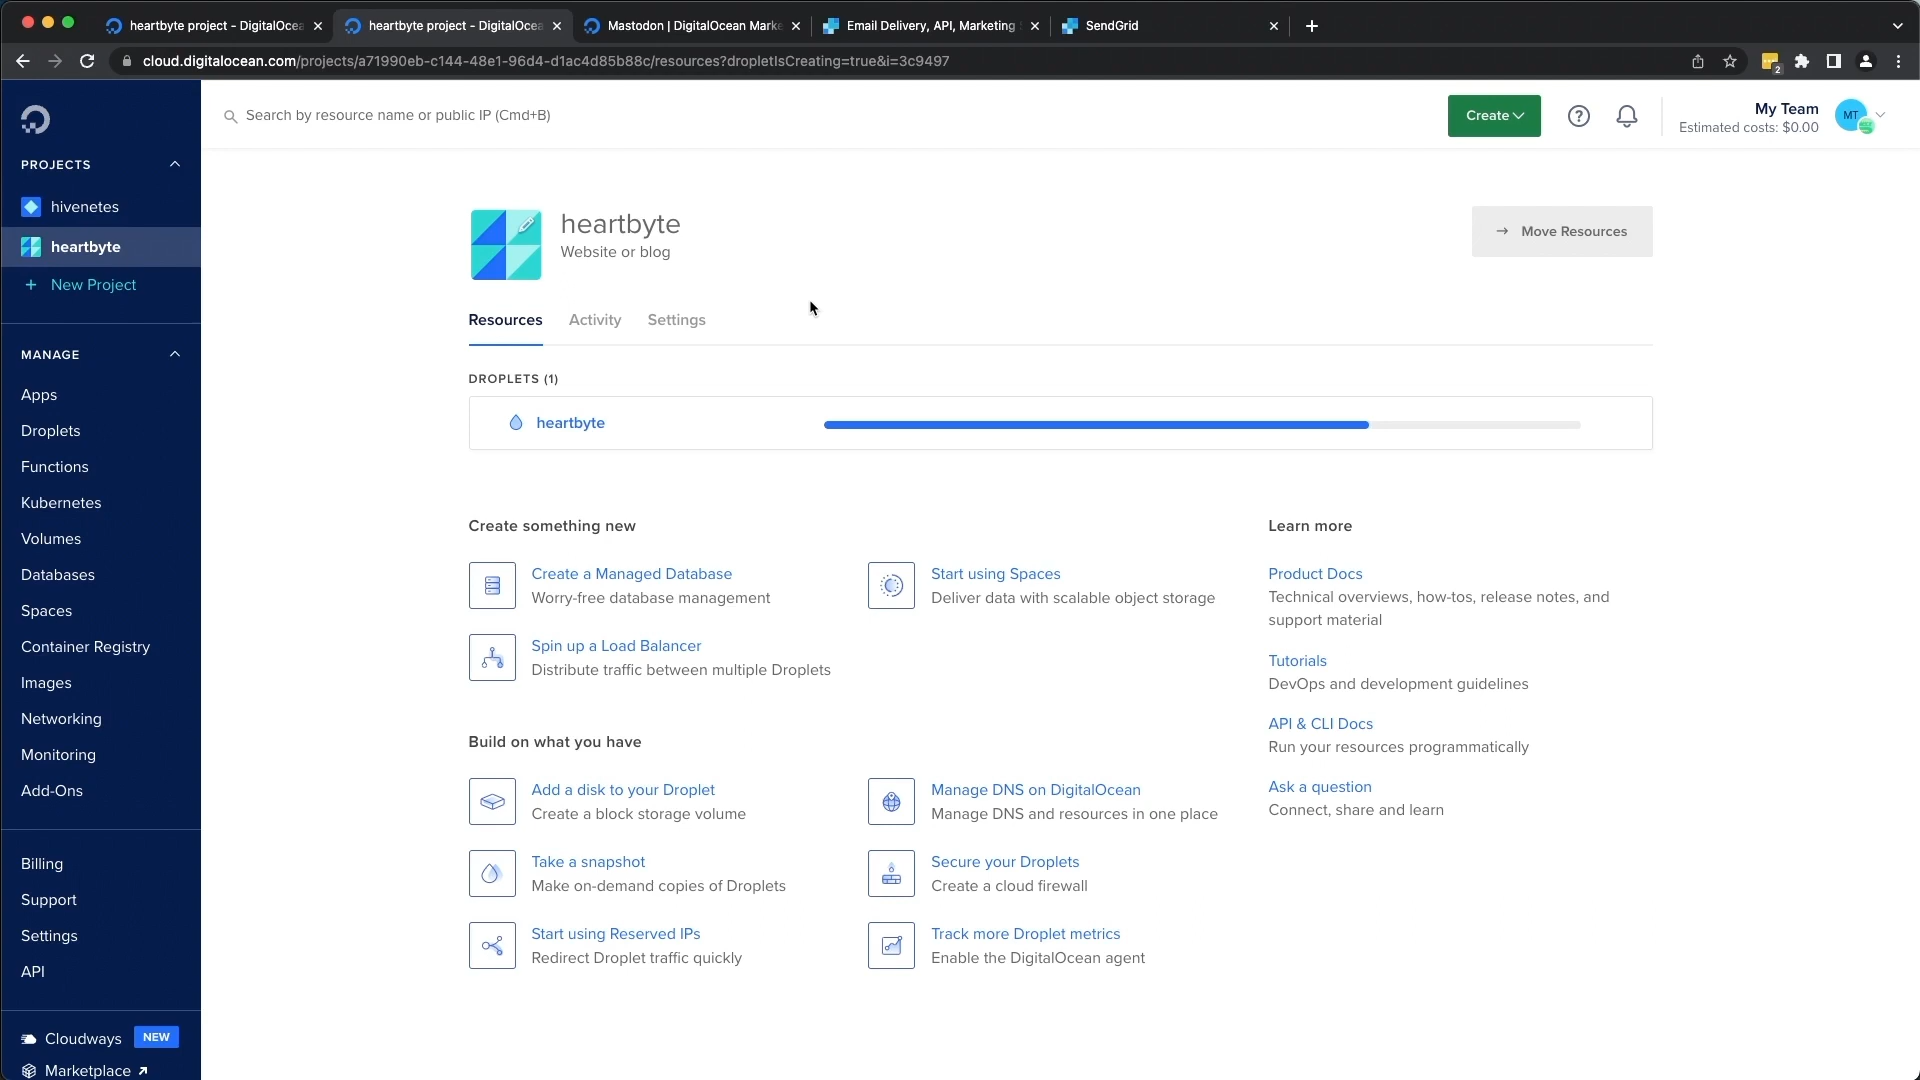 heartbyte project - DigitalOcea
heartbyte project - DigitalOcea
Mastodon | DigitalOcean Marke
Email Delivery, API, Marketing
SendGrid
cloud.digitalocean.com/projects/a71990eb-c144-48e1-96d4-d1ac4d85b88c/resources?dropletIsCreating=true&i=3c9497
2
Search by resource name or public IP (Cmd+B)
Create
?
My Team
Estimated costs: $0.00
MT
PROJECTS
hivenetes
heartbyte
+ New Project
MANAGE
Apps
Droplets
Functions
Kubernetes
Volumes
Databases
Spaces
Container Registry
Images
Networking
Monitoring
Add-Ons
Billing
Support
Settings
API
Cloudways NEW
Marketplace ↗
heartbyte
Website or blog
→ Move Resources
Resources
Activity
Settings
DROPLETS (1)
heartbyte
Create something new
Create a Managed Database
Worry-free database management
Start using Spaces
Deliver data with scalable object storage
Spin up a Load Balancer
Distribute traffic between multiple Droplets
Build on what you have
Add a disk to your Droplet
Create a block storage volume
Manage DNS on DigitalOcean
Manage DNS and resources in one place
Take a snapshot
Make on-demand copies of Droplets
Secure your Droplets
Create a cloud firewall
Start using Reserved IPs
Redirect Droplet traffic quickly
Track more Droplet metrics
Enable the DigitalOcean agent
Learn more
Product Docs
Technical overviews, how-tos, release notes, and
support material
Tutorials
DevOps and development guidelines
API & CLI Docs
Run your resources programmatically
Ask a question
Connect, share and learn